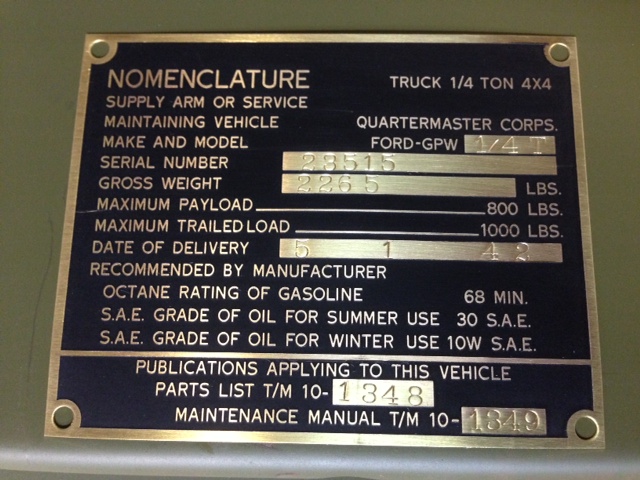 NOMENCLATURE TRUCK 1/4 TON 4X4
SUPPLY ARM OR SERVICE
MAINTAINING VEHICLE QUARTERMASTER CORPS.
MAKE AND MODEL FORD-GPW 1/4 T
SERIAL NUMBER 23515
GROSS WEIGHT 2265 LBS.
MAXIMUM PAYLOAD 800 LBS.
MAXIMUM TRAILED LOAD 1000 LBS.
DATE OF DELIVERY 5 1 42
RECOMMENDED BY MANUFACTURER
OCTANE RATING OF GASOLINE 68 MIN.
S.A.E. GRADE OF OIL FOR SUMMER USE 30 S.A.E.
S.A.E. GRADE OF OIL FOR WINTER USE 10W S.A.E.
PUBLICATIONS APPLYING TO THIS VEHICLE
PARTS LIST T/M 10-1348
MAINTENANCE MANUAL T/M 10-1349